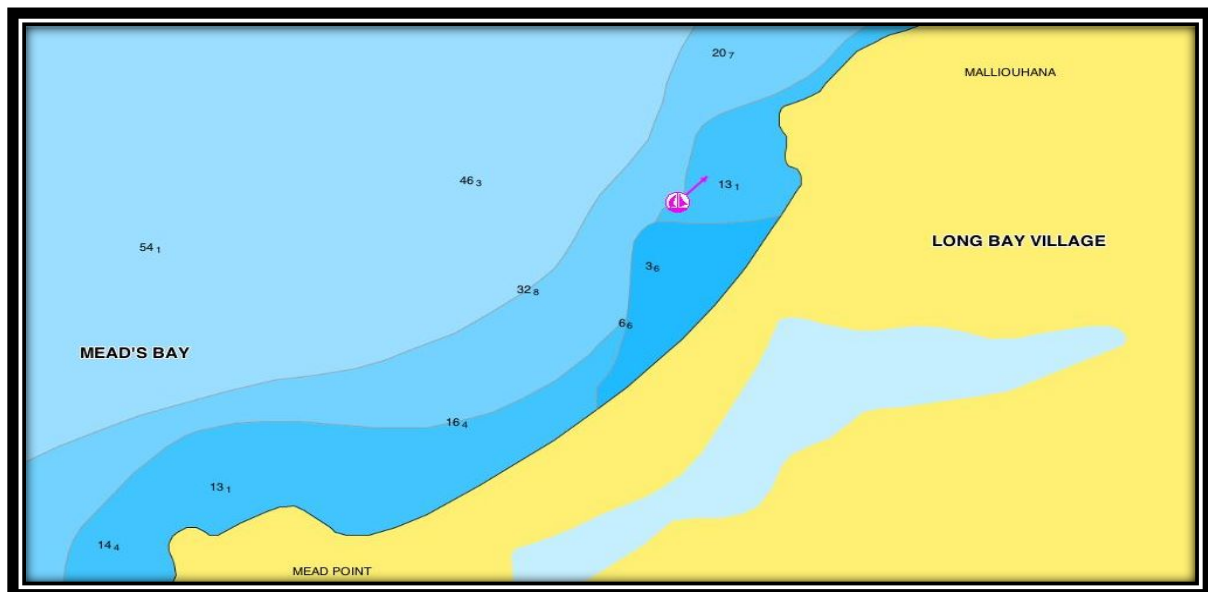 20₇
MALLIOUHANA
46₃
13₁
54₁
LONG BAY VILLAGE
3₆
32₈
6₆
MEAD'S BAY
16₄
13₁
14₄
MEAD POINT